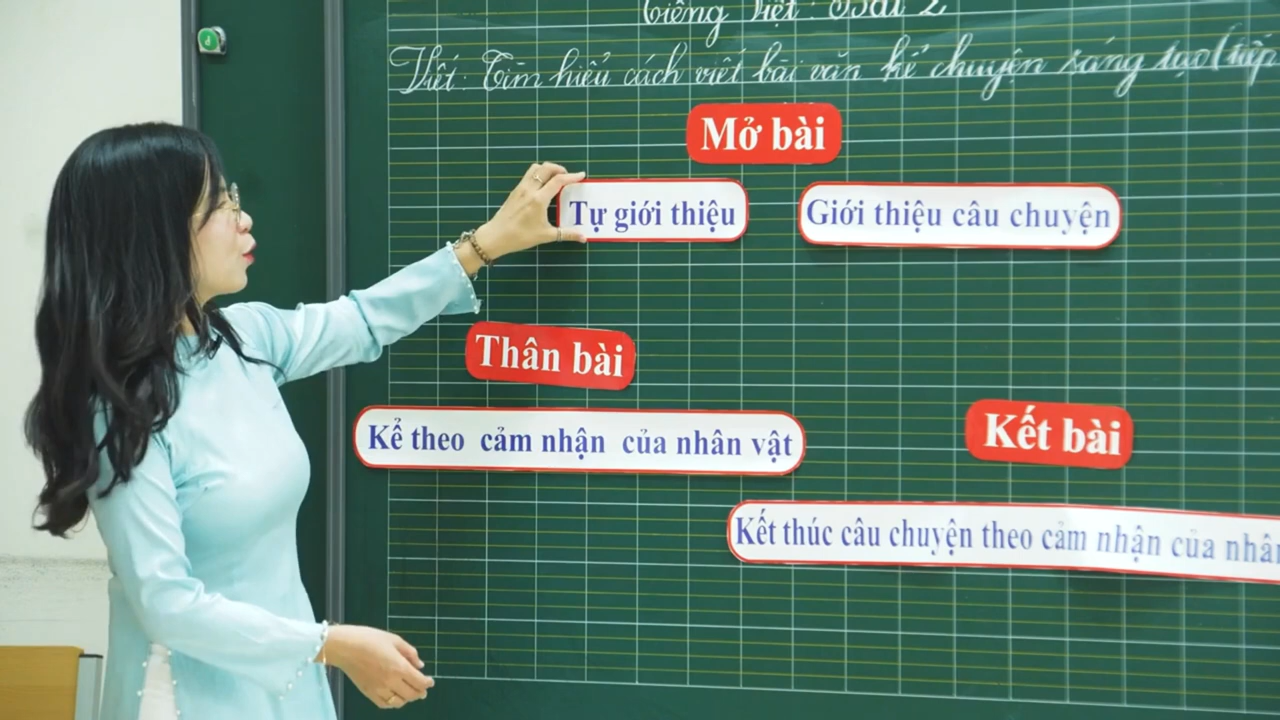 Tiếng Việt: Bài 2
Viết: Tìm hiểu cách viết bài văn kể chuyện sáng tạo (tiếp
Mở bài
Tự giới thiệu
Giới thiệu câu chuyện
Thân bài
Kể theo cảm nhận của nhân vật
Kết bài
Kết thúc câu chuyện theo cảm nhận của nhân